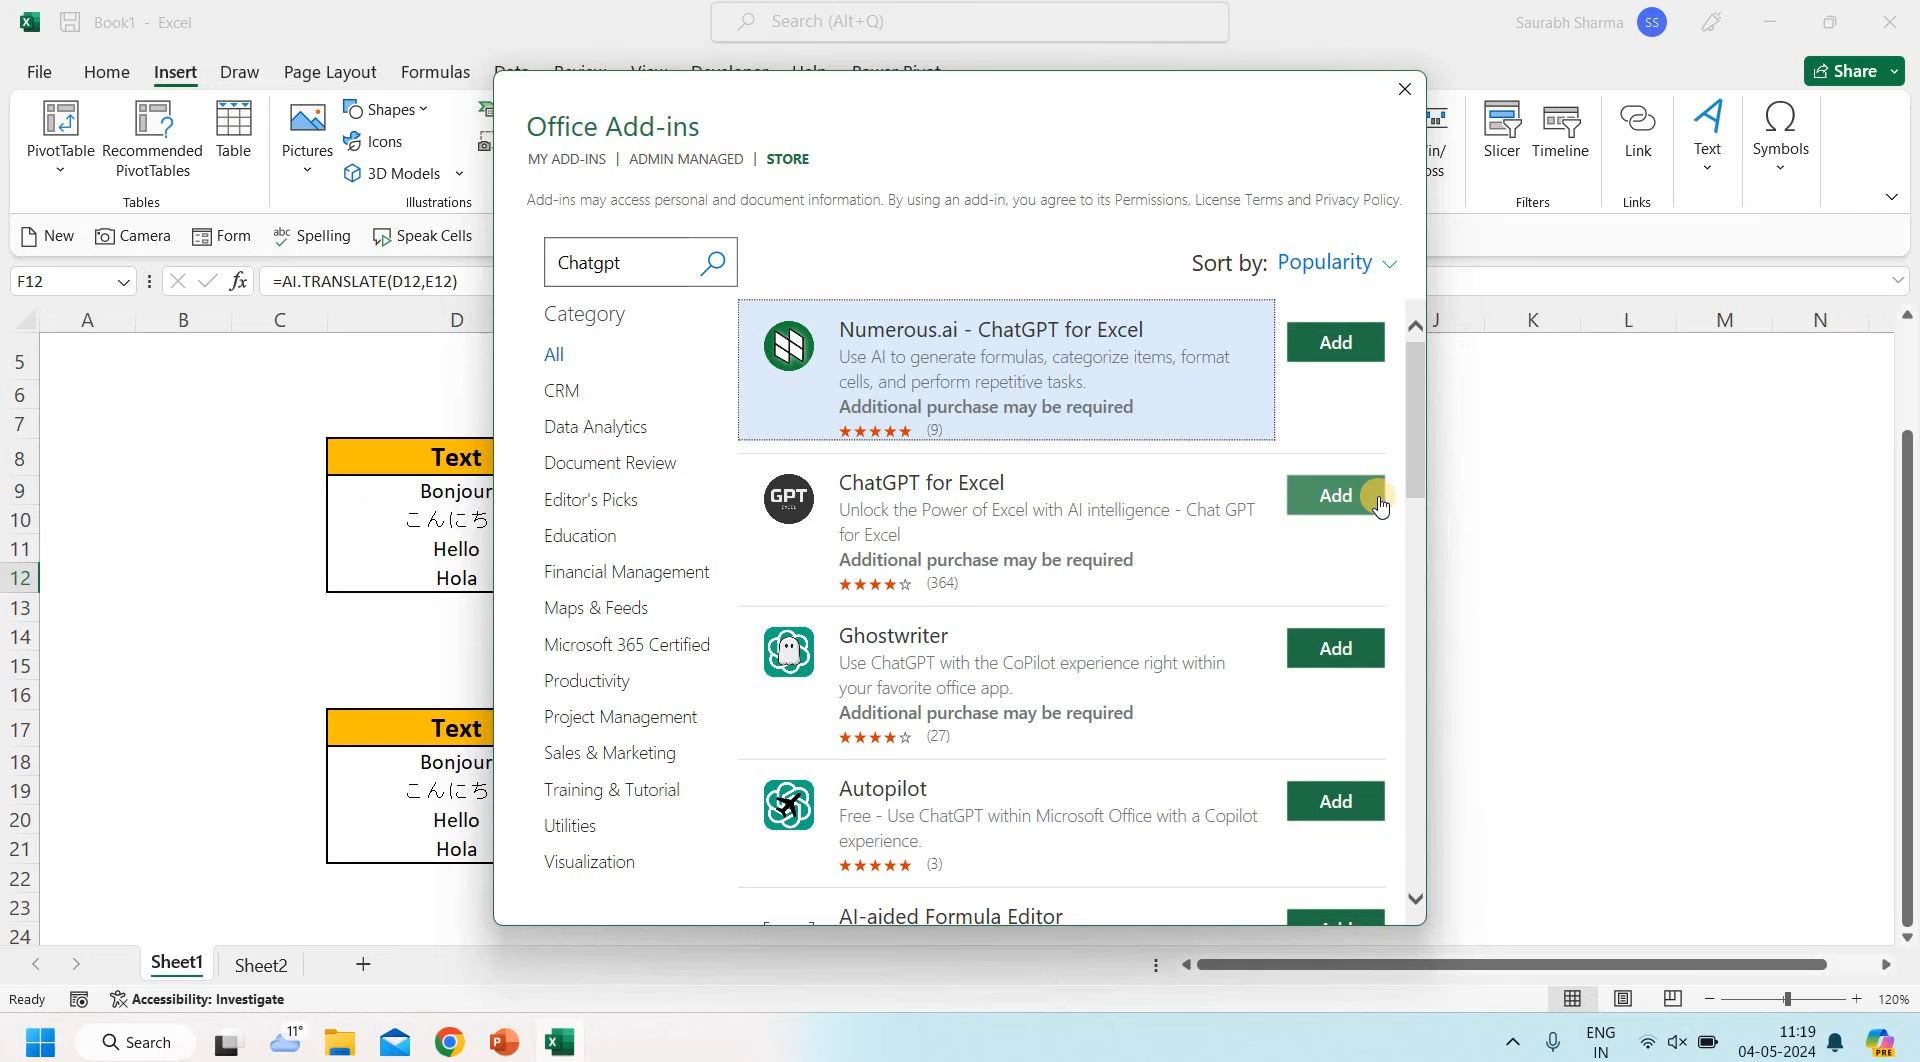 Book1 - Excel
Search (Alt+Q)
Saurabh Sharma SS
File Home Insert Draw Page Layout Formulas
Share
PivotTable
Recommended
PivotTables
Table
Tables
Pictures
Shapes
Icons
3D Models
Illustrations
Slicer
Timeline
Filters
Link
Links
Text
Symbols
New Camera Form Spelling Speak Cells
F12
=AI.TRANSLATE(D12,E12)
Office Add-ins
MY ADD-INS | ADMIN MANAGED | STORE
Add-ins may access personal and document information. By using an add-in, you agree to its Permissions, License Terms and Privacy Policy.
Chatgpt
Sort by: Popularity
Category
All
CRM
Data Analytics
Document Review
Editor's Picks
Education
Financial Management
Maps & Feeds
Microsoft 365 Certified
Productivity
Project Management
Sales & Marketing
Training & Tutorial
Utilities
Visualization
Numerous.ai - ChatGPT for Excel
Use AI to generate formulas, categorize items, format
cells, and perform repetitive tasks.
Additional purchase may be required
(9)
Add
GPT
EXCEL
ChatGPT for Excel
Unlock the Power of Excel with AI intelligence - Chat GPT
for Excel
Additional purchase may be required
(364)
Add
Ghostwriter
Use ChatGPT with the CoPilot experience right within
your favorite office app.
Additional purchase may be required
(27)
Add
Autopilot
Free - Use ChatGPT within Microsoft Office with a Copilot
experience.
(3)
Add
AI-aided Formula Editor
A B C D J K L M N
5
6
7
8 Text
9 Bonjour
10 こんにち
11 Hello
12 Hola
13
14
15
16
17 Text
18 Bonjour
19 こんにち
20 Hello
21 Hola
22
23
24
Sheet1 Sheet2
Ready
Accessibility: Investigate
120%
Search
11°
ENG
IN
11:19
04-05-2024
PRE